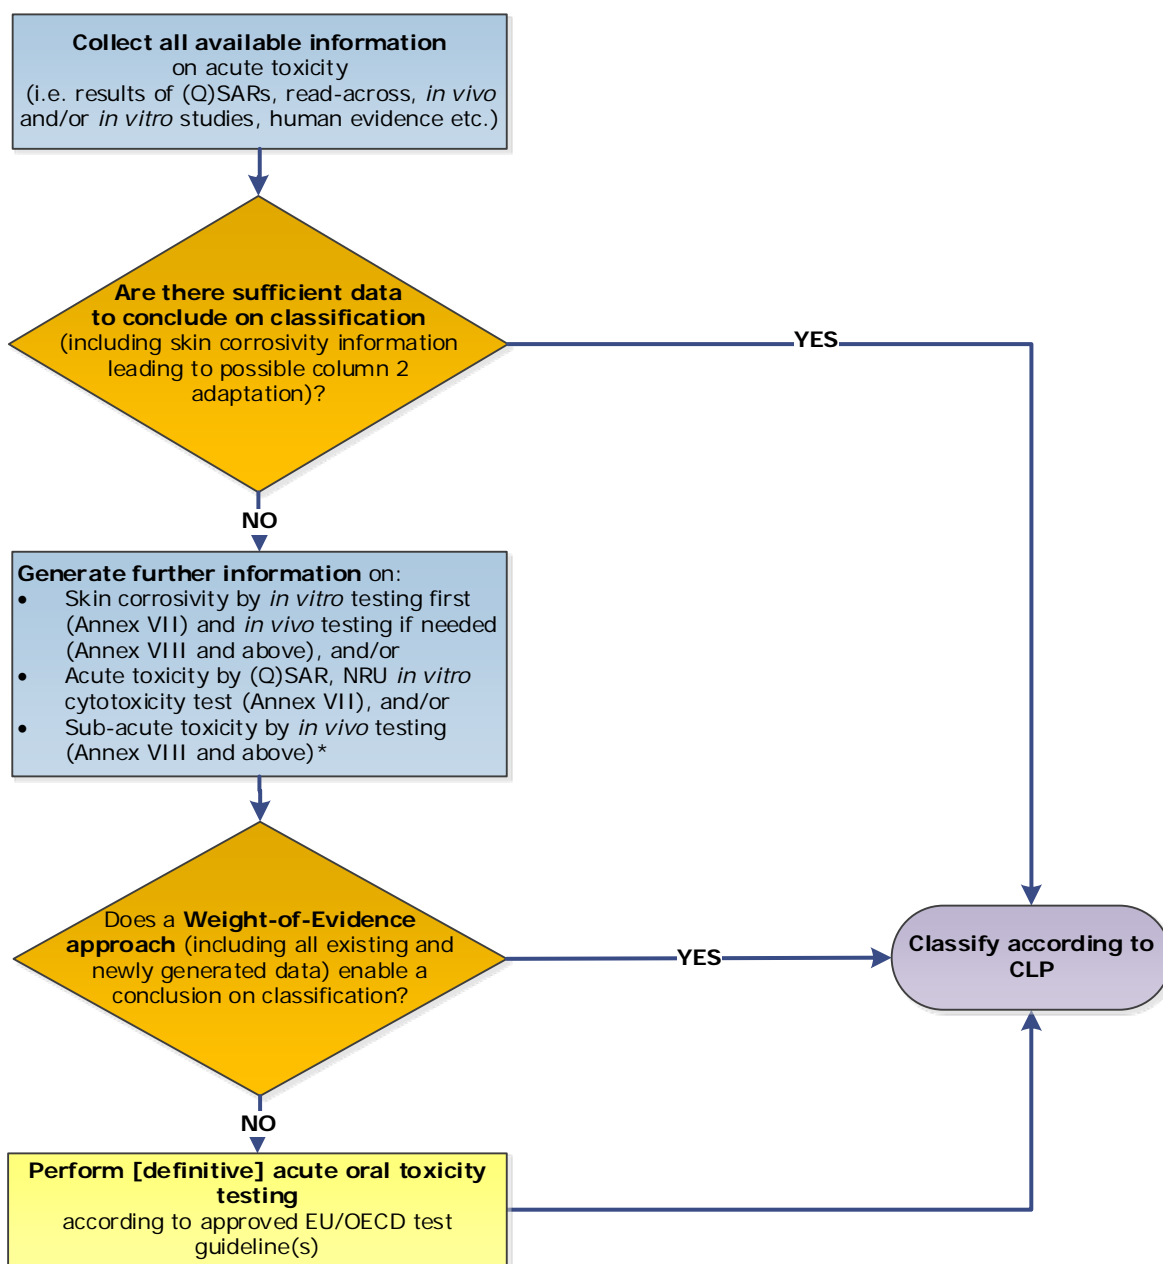 Collect all available information
on acute toxicity
(i.e. results of (Q)SARs, read-across, in vivo
and/or in vitro studies, human evidence etc.)
Are there sufficient data
to conclude on classification
(including skin corrosivity information
leading to possible column 2
adaptation)?
YES
NO
Generate further information on:
• Skin corrosivity by in vitro testing first
(Annex VII) and in vivo testing if needed
(Annex VIII and above), and/or
• Acute toxicity by (Q)SAR, NRU in vitro
cytotoxicity test (Annex VII), and/or
• Sub-acute toxicity by in vivo testing
(Annex VIII and above)*
Does a Weight-of-Evidence
approach (including all existing and
newly generated data) enable a
conclusion on classification?
YES
Classify according to
CLP
NO
Perform [definitive] acute oral toxicity
testing
according to approved EU/OECD test
guideline(s)